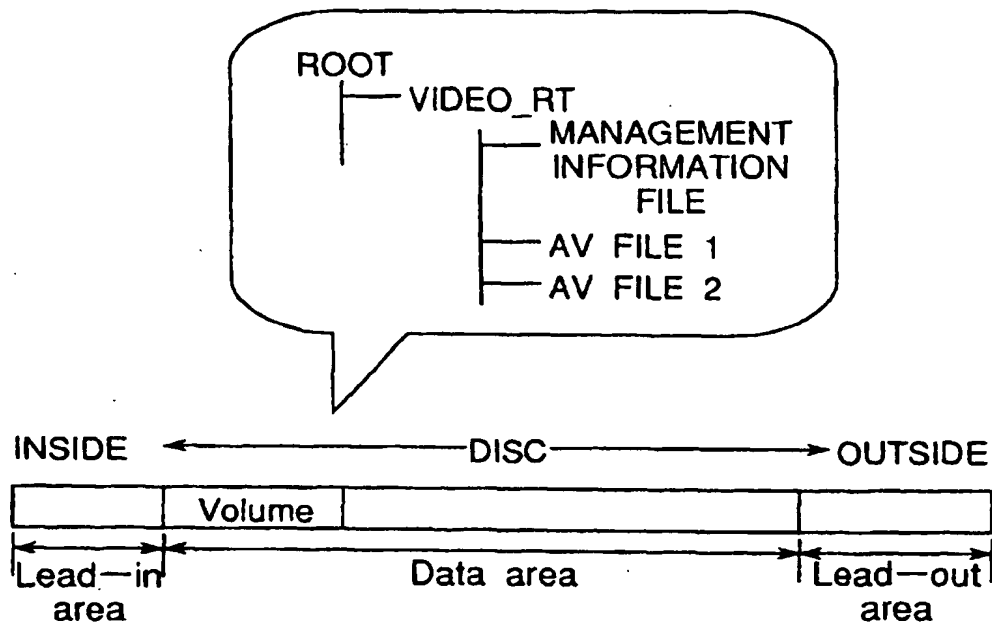 ROOT
VIDEO_RT
MANAGEMENT
INFORMATION
FILE
AV FILE 1
AV FILE 2
INSIDE DISC OUTSIDE
Volume
Lead-in Data area Lead-out
area area